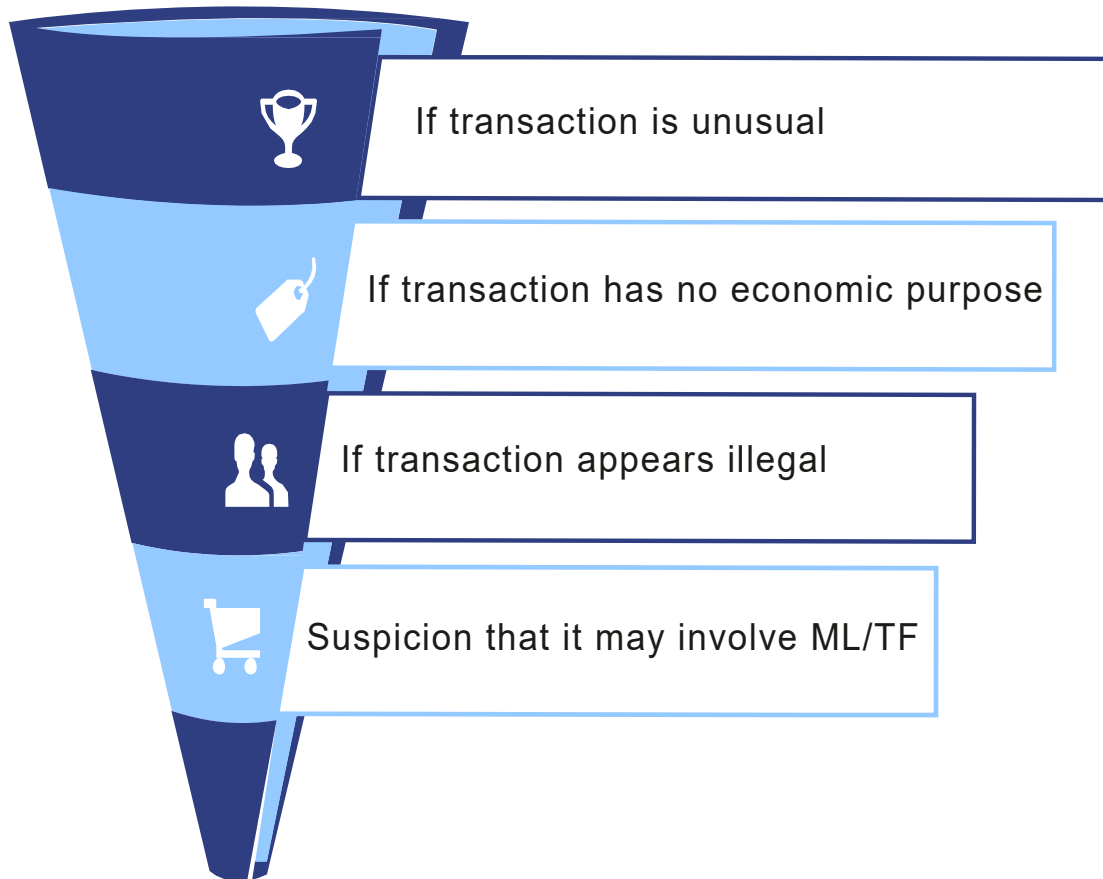 If transaction is unusual
If transaction has no economic purpose
If transaction appears illegal
Suspicion that it may involve ML/TF